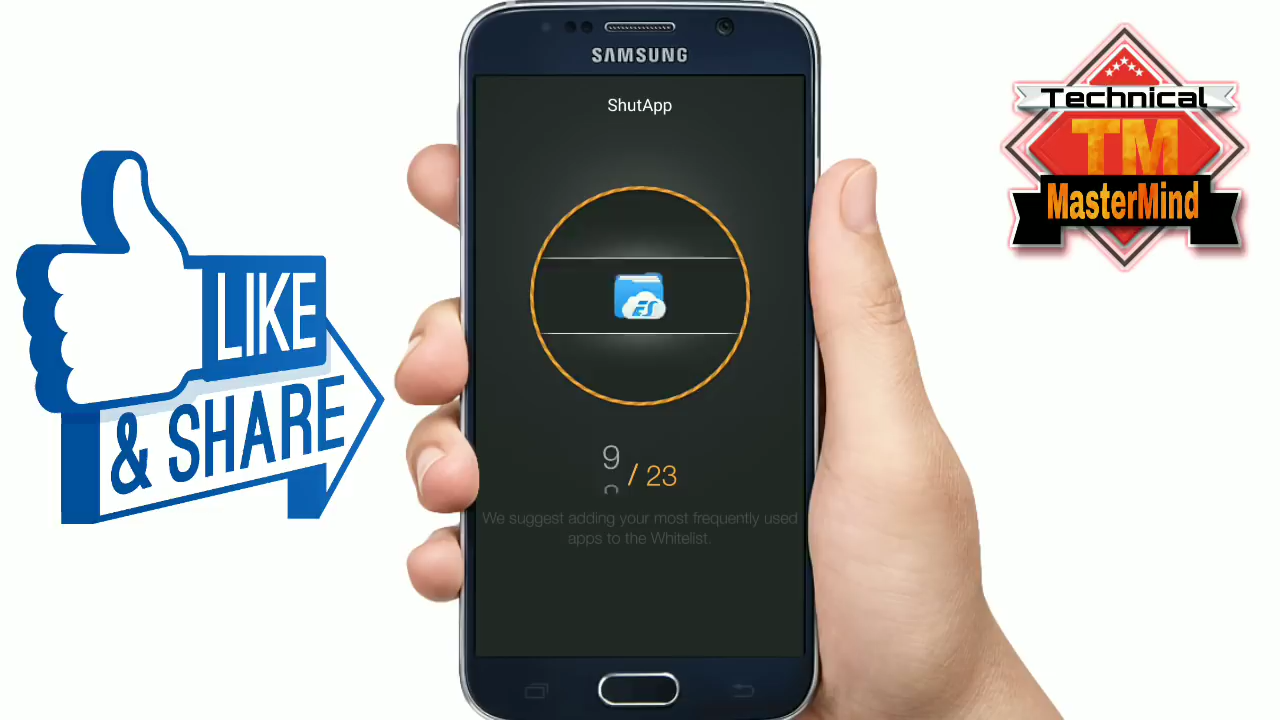 SAMSUNG
ShutApp
ES
9
/ 23
We suggest adding your most frequently used
apps to the Whitelist.
LIKE
& SHARE
Technical
TM
MasterMind